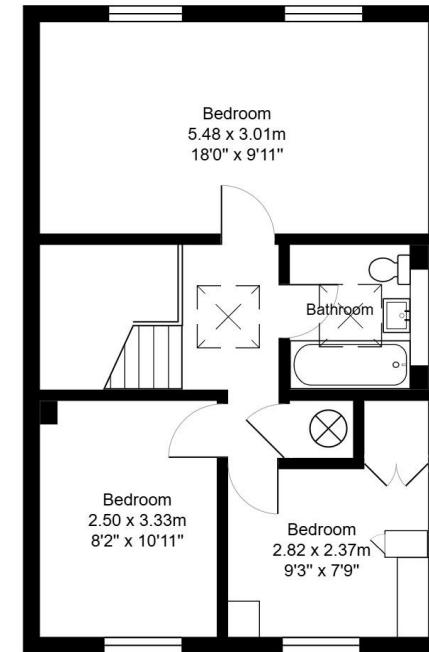 Bedroom
5.48 x 3.01m
18'0" x 9'11"
Bathroom
Bedroom
2.50 x 3.33m
8'2" x 10'11"
Bedroom
2.82 x 2.37m
9'3" x 7'9"